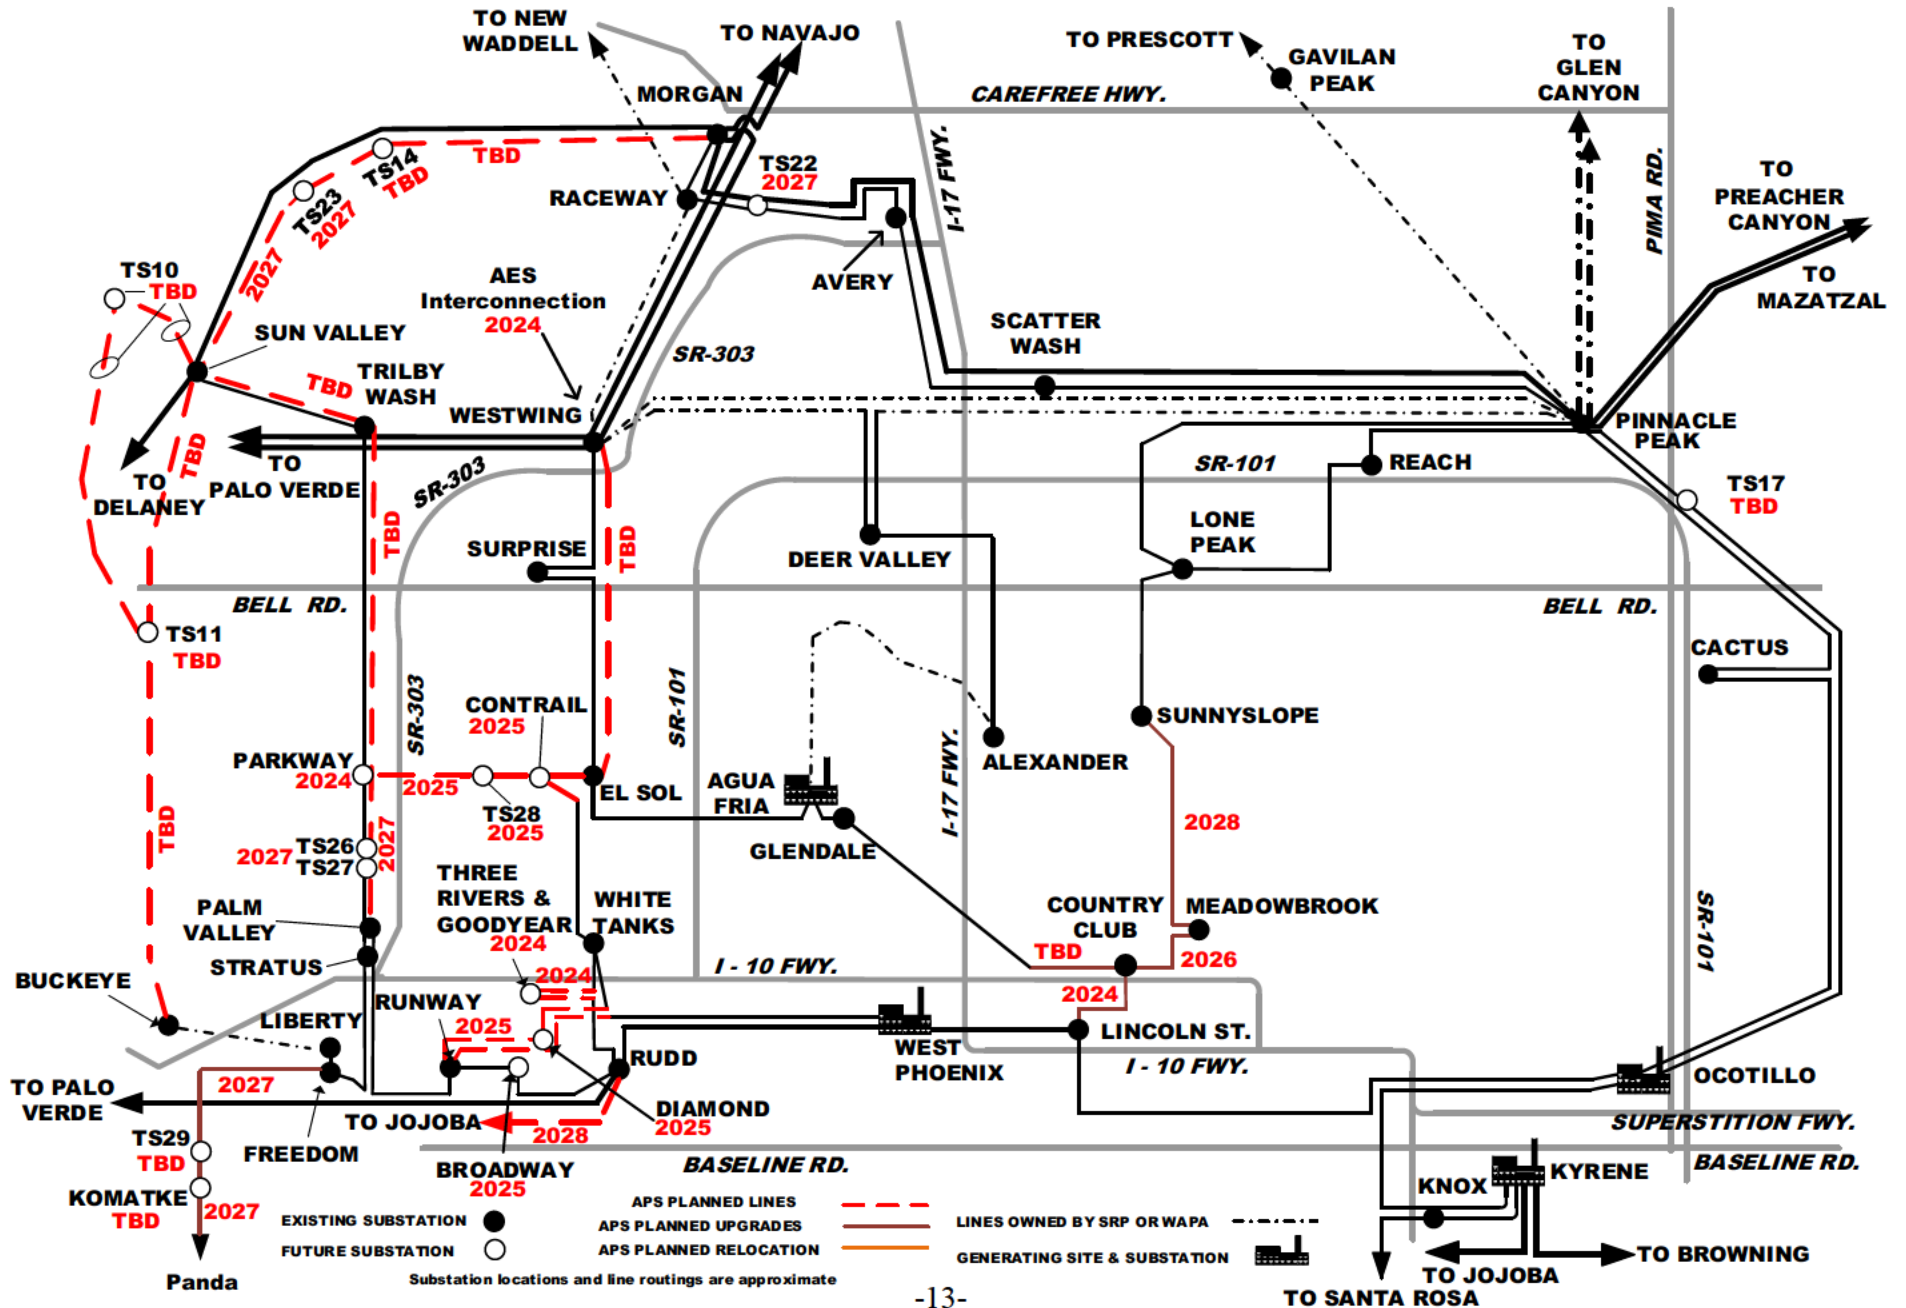 TO NEW
WADDELL
TO NAVAJO
TO PRESCOTT
GAVILAN
PEAK
TO
GLEN
CANYON
MORGAN
CAREFREE HWY.
I-17 FWY.
PIMA RD.
TBD
TS14
TBD
TS23
2027
2027
RACEWAY
TS22
2027
TO
PREACHER
CANYON
TO
MAZATZAL
TS10
TBD
AES
Interconnection
2024
AVERY
SUN VALLEY
SR-303
SCATTER
WASH
TBD
TRILBY
WASH
WESTWING
PINNACLE
PEAK
TBD
TO
DELANEY
TO
PALO VERDE
SR-303
SR-101
REACH
TS17
TBD
TBD
TBD
SURPRISE
DEER VALLEY
LONE
PEAK
BELL RD.
BELL RD.
TS11
TBD
CACTUS
SR-303
CONTRAIL
2025
SR-101
SUNNYSLOPE
I-17 FWY.
ALEXANDER
PARKWAY
2024
2025
TS28
2025
EL SOL
AGUA
FRIA
GLENDALE
2028
TBD
2027
TS26
TS27
2027
THREE
RIVERS &
GOODYEAR
2024
WHITE
TANKS
PALM
VALLEY
STRATUS
COUNTRY
CLUB
MEADOWBROOK
TBD
2026
SR-101
2024
I - 10 FWY.
2024
BUCKEYE
LIBERTY
RUNWAY
2025
WEST
PHOENIX
LINCOLN ST.
I - 10 FWY.
RUDD
OCOTILLO
2027
TO PALO
VERDE
TO JOJOBA
2028
DIAMOND
2025
SUPERSTITION FWY.
TS29
TBD
FREEDOM
BROADWAY
2025
BASELINE RD.
BASELINE RD.
KOMATKE
TBD
2027
KNOX
KYRENE
Panda
TO JOJOBA
TO BROWNING
TO SANTA ROSA
EXISTING SUBSTATION
FUTURE SUBSTATION
APS PLANNED LINES
APS PLANNED UPGRADES
APS PLANNED RELOCATION
LINES OWNED BY SRP OR WAPA
GENERATING SITE & SUBSTATION
Substation locations and line routings are approximate
-13-